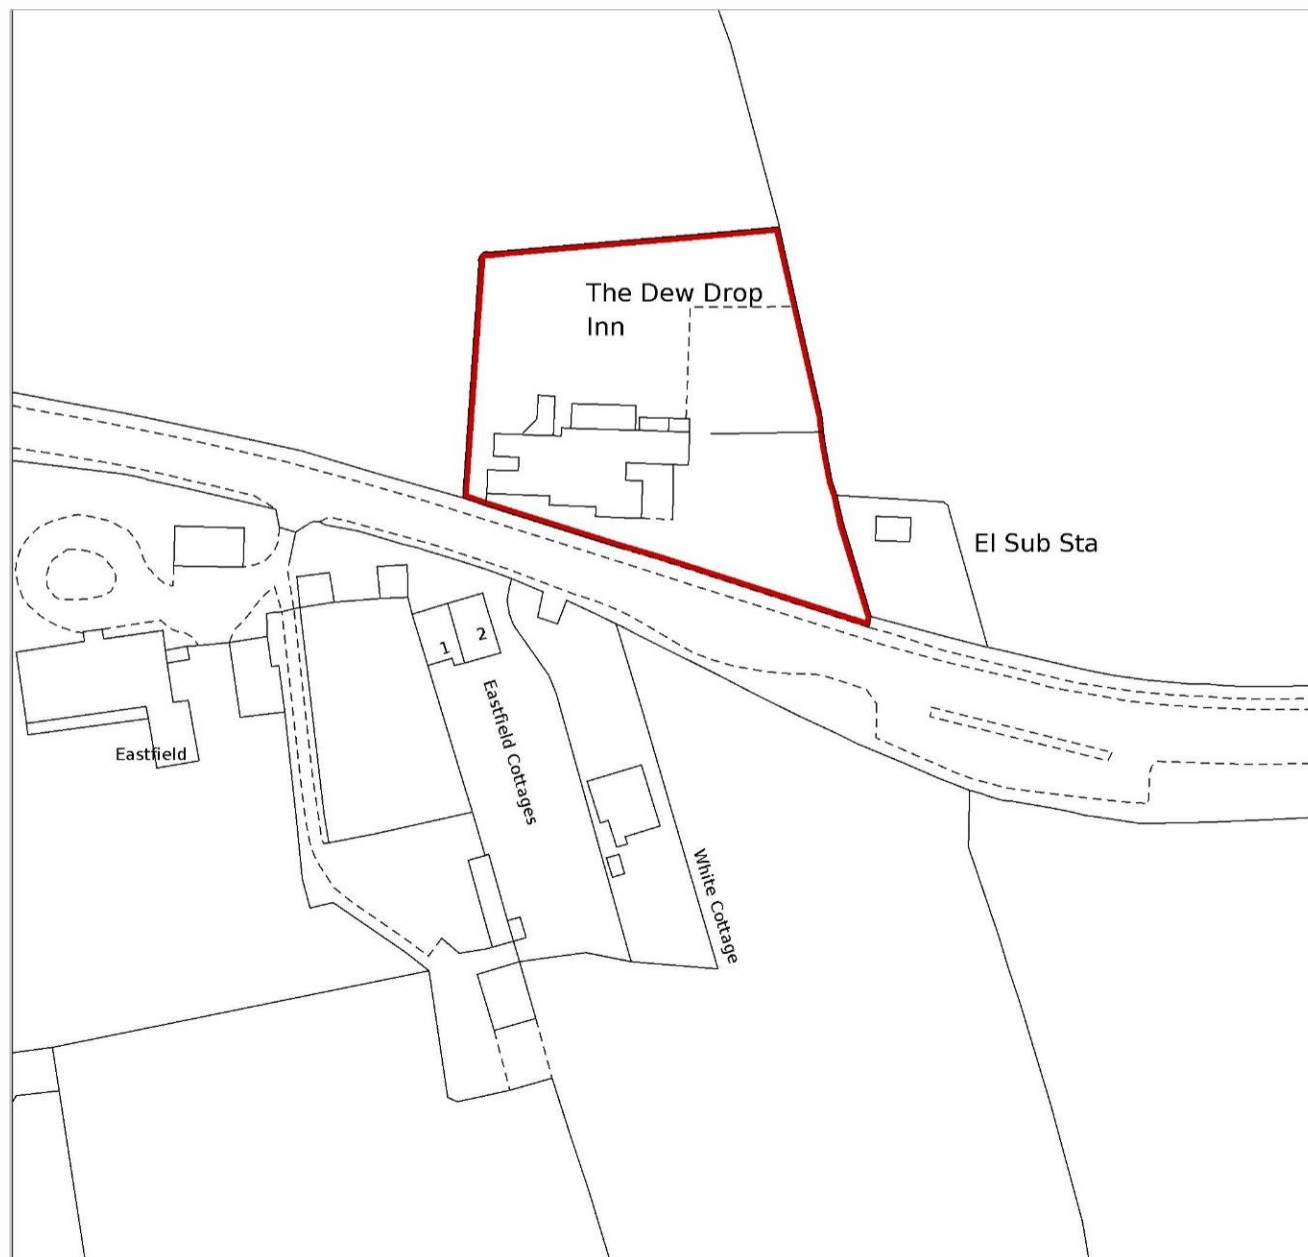 The Dew Drop
Inn
El Sub Sta
1
2
Eastfield Cottages
Eastfield
White Cottage